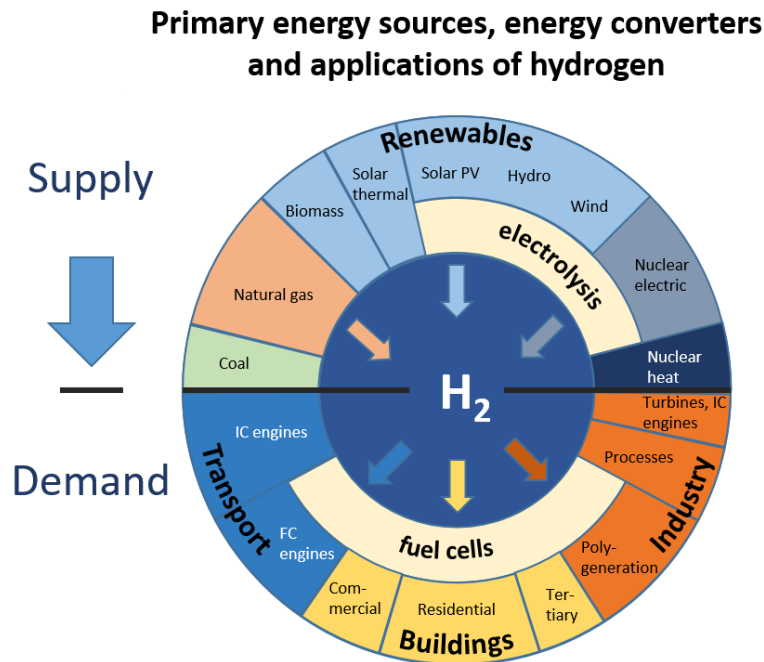 Primary energy sources, energy converters
and applications of hydrogen
Supply
Demand
Renewables
Solar PV
Hydro
Wind
Solar
thermal
Biomass
Natural gas
Coal
electrolysis
Nuclear
electric
Nuclear
heat
H2
Turbines, IC
engines
Processes
Industry
Poly-
generation
IC engines
Transport
FC
engines
fuel cells
Com-
mercial
Residential
Ter-
tiary
Buildings